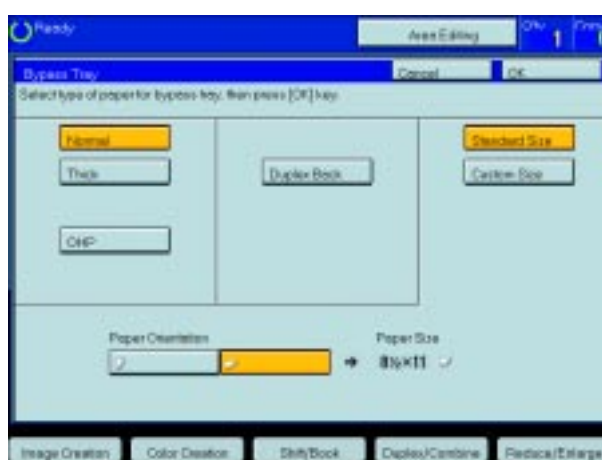 Ready
Area Editing
Qty. 1
Copy
Bypass Tray
Cancel
OK
Select type of paper for bypass tray, then press [OK] key.
Normal
Standard Size
Thick
Duplex Back
Custom Size
OHP
Paper Orientation
Paper Size
8½×11
Image Creation
Color Creation
Shift/Book
Duplex/Combine
Reduce/Enlarge